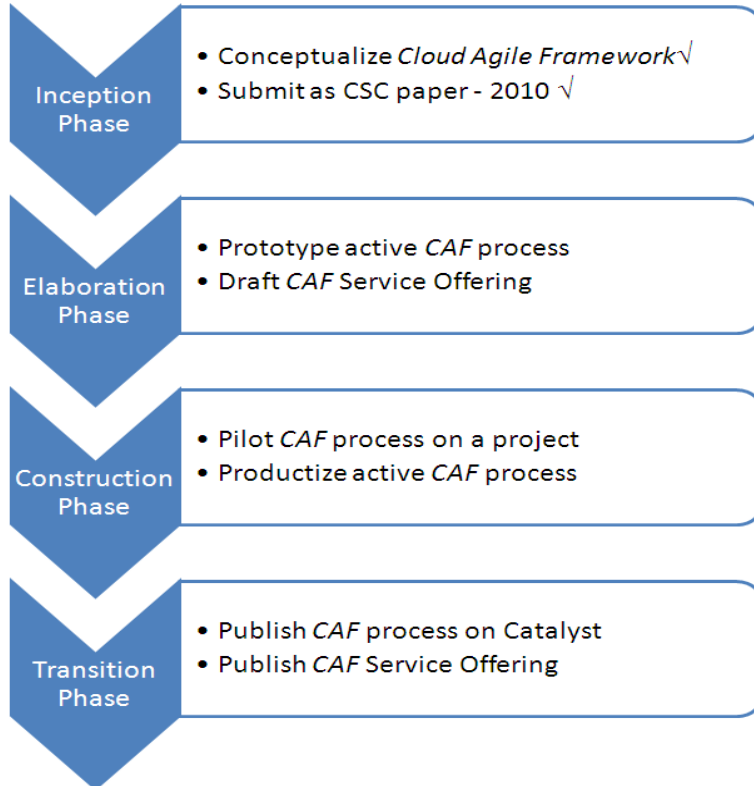 Inception
Phase
• Conceptualize Cloud Agile Framework√
• Submit as CSC paper - 2010 √
Elaboration
Phase
• Prototype active CAF process
• Draft CAF Service Offering
Construction
Phase
• Pilot CAF process on a project
• Productize active CAF process
Transition
Phase
• Publish CAF process on Catalyst
• Publish CAF Service Offering